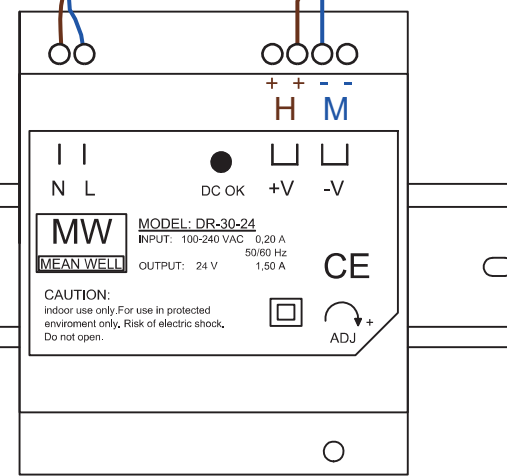 + + - -
H M
N L DC OK +V -V
MW
MEAN WELL
MODEL: DR-30-24
INPUT: 100-240 VAC 0,20 A
50/60 Hz
OUTPUT: 24 V 1,50 A
CE
CAUTION:
indoor use only.For use in protected
enviroment only. Risk of electric shock.
Do not open.
+
ADJ